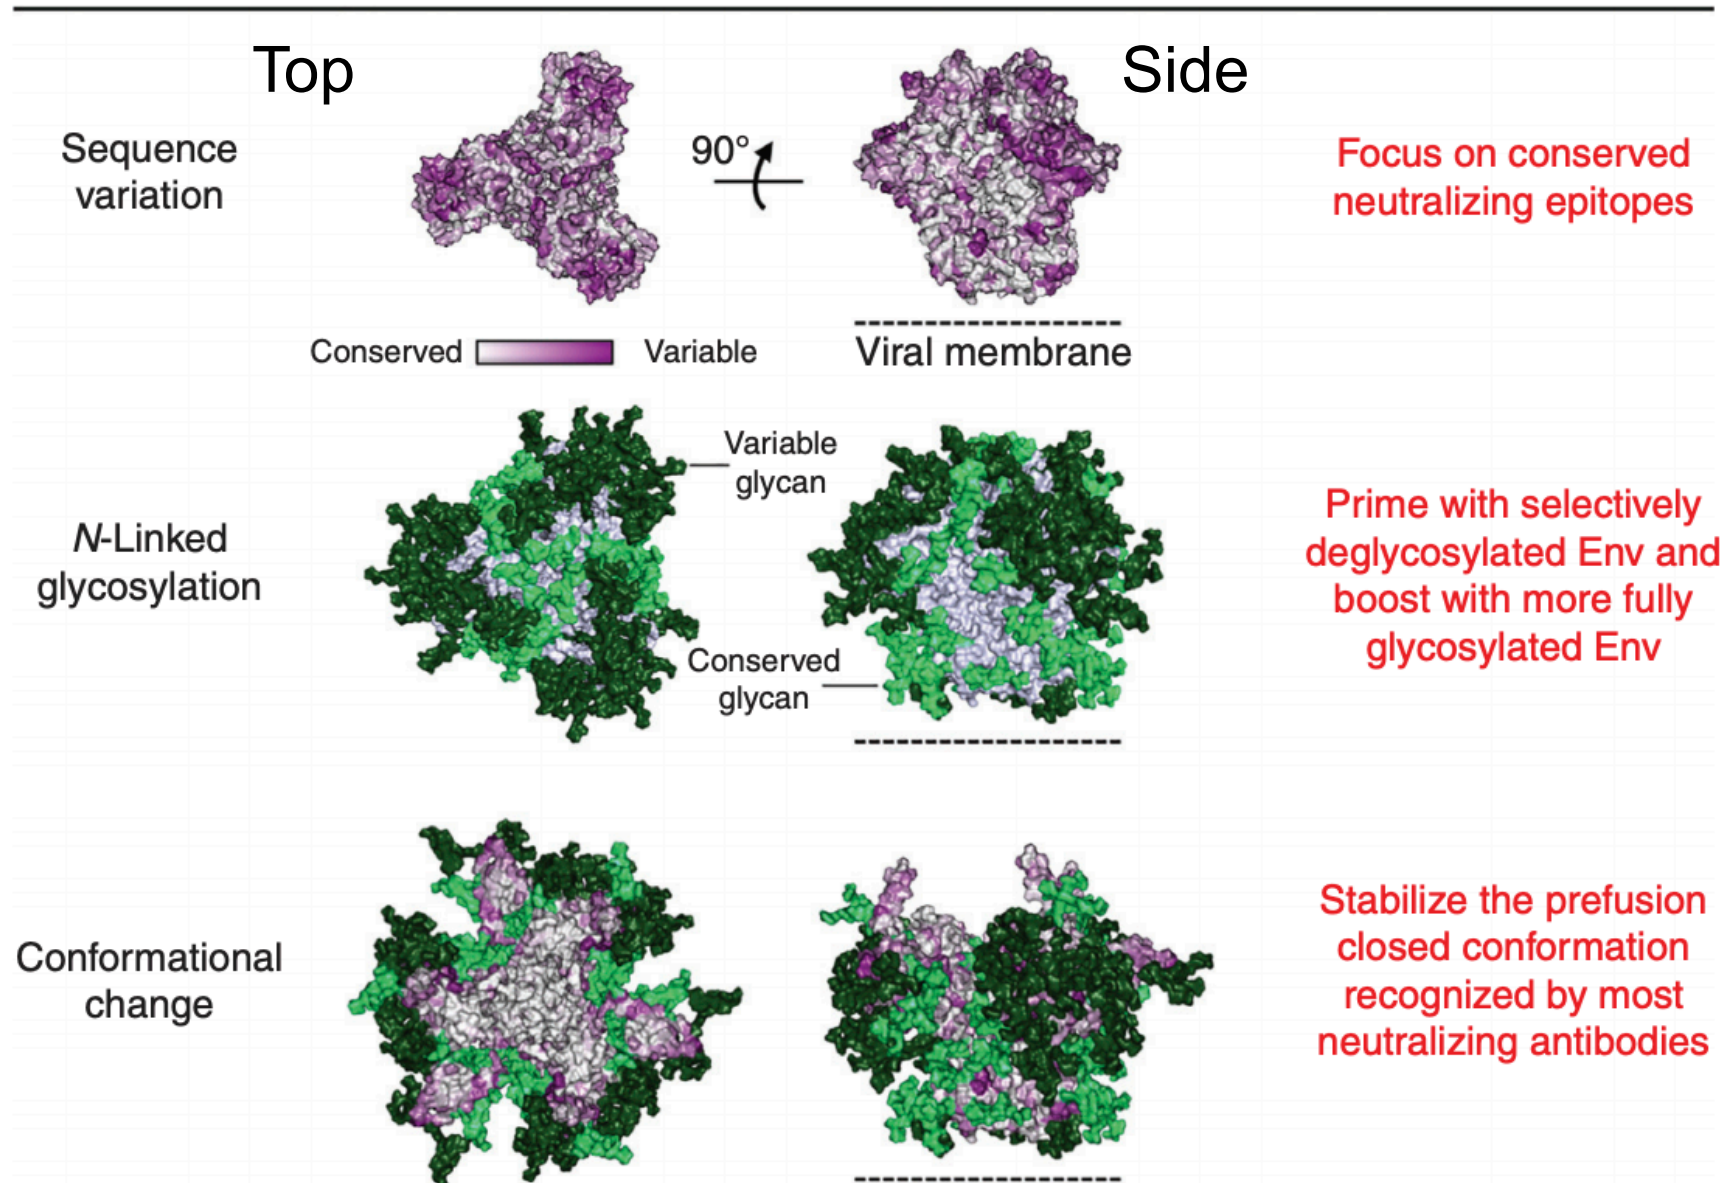 Top
Side
Sequence
variation
90°
Focus on conserved
neutralizing epitopes
Conserved
Variable
Viral membrane
Variable
glycan
N-Linked
glycosylation
Prime with selectively
deglycosylated Env and
boost with more fully
glycosylated Env
Conserved
glycan
Conformational
change
Stabilize the prefusion
closed conformation
recognized by most
neutralizing antibodies